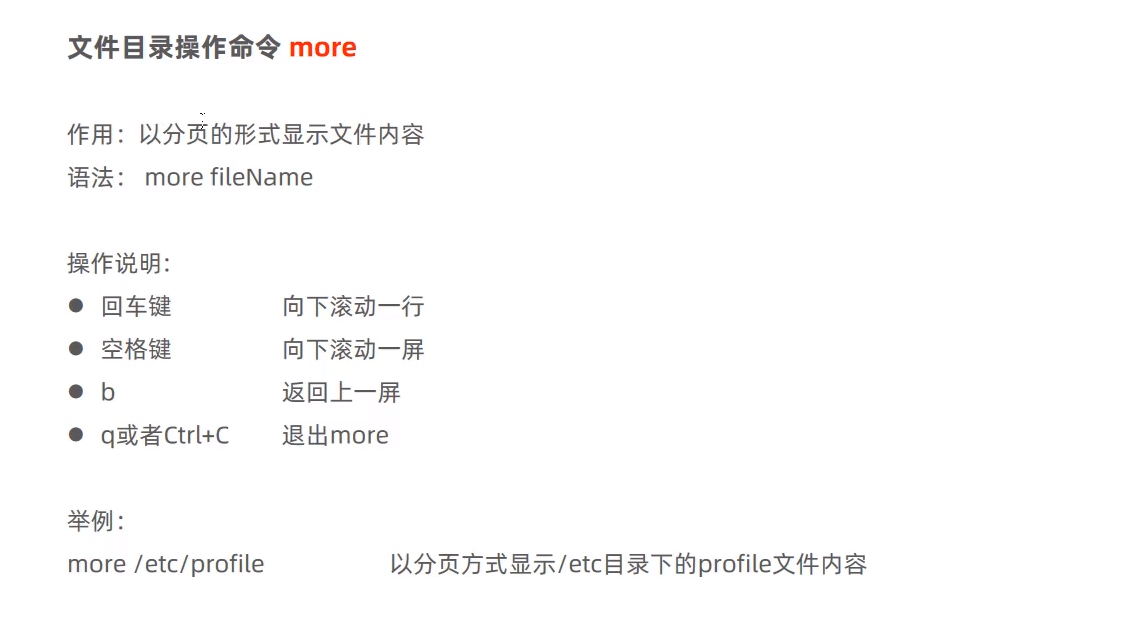 文件目录操作命令 more
作用：以分页的形式显示文件内容
语法： more fileName
操作说明：
● 回车键 向下滚动一行
● 空格键 向下滚动一屏
● b 返回上一屏
● q或者Ctrl+C 退出more
举例：
more /etc/profile 以分页方式显示/etc目录下的profile文件内容